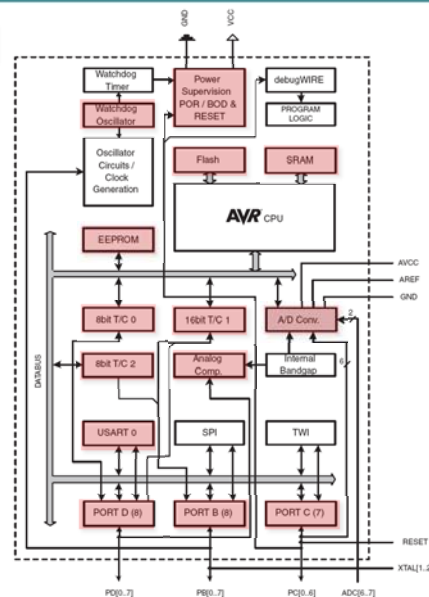 GND
VCC
Watchdog
Timer
Power
Supervision
POR / BOD &
RESET
debugWIRE
Watchdog
Oscillator
PROGRAM
LOGIC
Oscillator
Circuits /
Clock
Generation
Flash
SRAM
AVR CPU
EEPROM
AVCC
AREF
GND
8bit T/C 0
16bit T/C 1
A/D Conv.
2
DATABUS
8bit T/C 2
Analog
Comp.
Internal
Bandgap
6
USART 0
SPI
TWI
PORT D (8)
PORT B (8)
PORT C (7)
RESET
XTAL[1..2]
PD[0..7]
PB[0..7]
PC[0..6]
ADC[6..7]